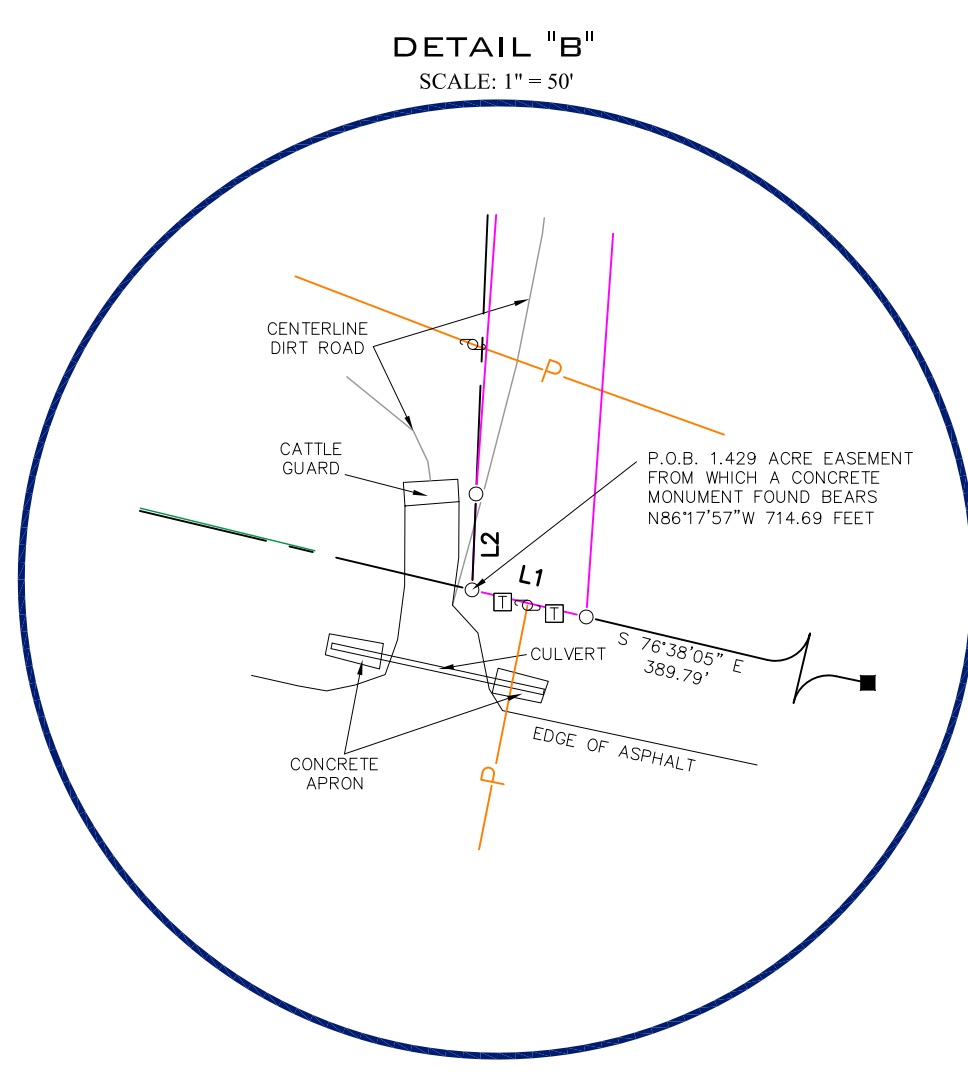 DETAIL "B"
SCALE: 1" = 50'
CENTERLINE
DIRT ROAD
P
CATTLE
GUARD
P.O.B. 1.429 ACRE EASEMENT
FROM WHICH A CONCRETE
MONUMENT FOUND BEARS
N86°17'57"W 714.69 FEET
L2
L1
T
T
S 76°38'05" E
389.79'
CULVERT
EDGE OF ASPHALT
CONCRETE
APRON
P